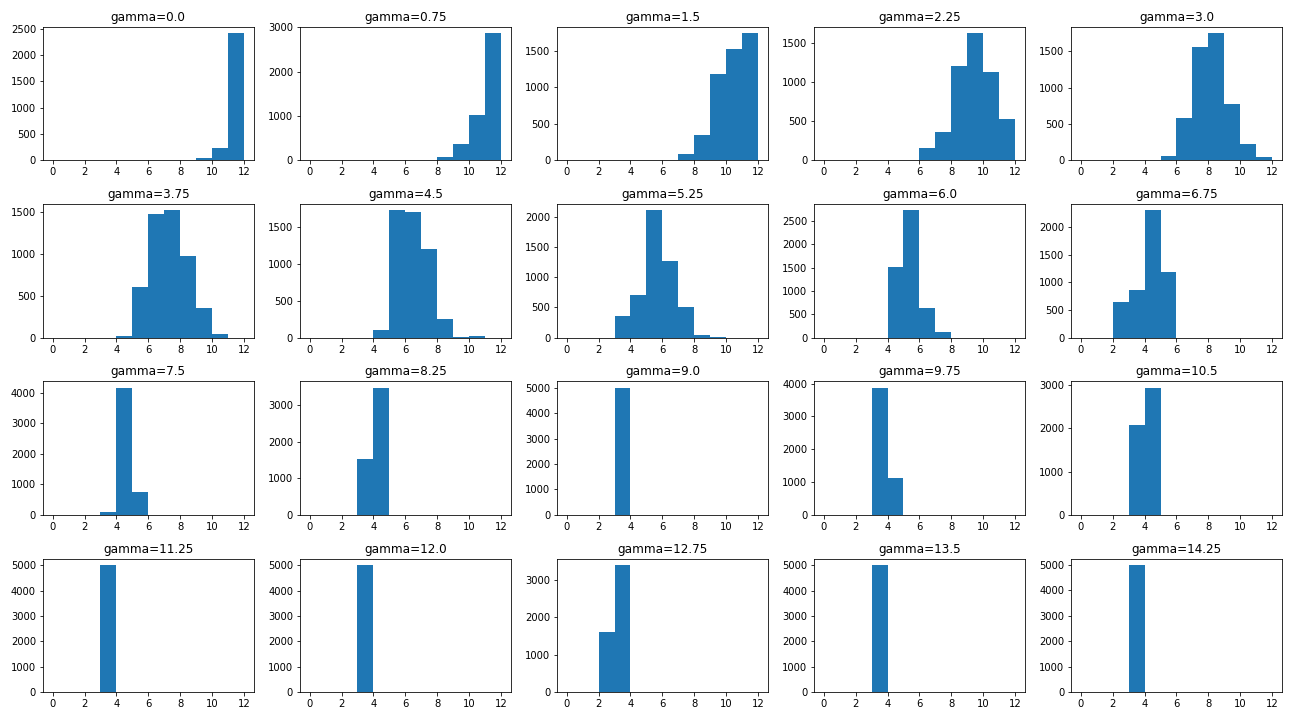 gamma=0.0 gamma=0.75 gamma=1.5 gamma=2.25 gamma=3.0
2500 3000 1500 1500 1500
2000 2000 1000 1000 1000
1500 1000 500 500 500
1000 0 0 0 0
500
0
0 2 4 6 8 10 12 0 2 4 6 8 10 12 0 2 4 6 8 10 12 0 2 4 6 8 10 12 0 2 4 6 8 10 12
gamma=3.75 gamma=4.5 gamma=5.25 gamma=6.0 gamma=6.75
1500 1500 2000 2500 2000
1000 1000 1500 2000 1500
500 500 1000 1500 1000
0 0 500 1000 500
0 500 0
0
0 2 4 6 8 10 12 0 2 4 6 8 10 12 0 2 4 6 8 10 12 0 2 4 6 8 10 12 0 2 4 6 8 10 12
gamma=7.5 gamma=8.25 gamma=9.0 gamma=9.75 gamma=10.5
4000 3000 5000 4000 3000
3000 2000 4000 3000 2000
2000 1000 3000 2000 1000
1000 0 2000 1000 0
0 1000 0
0
0 2 4 6 8 10 12 0 2 4 6 8 10 12 0 2 4 6 8 10 12 0 2 4 6 8 10 12 0 2 4 6 8 10 12
gamma=11.25 gamma=12.0 gamma=12.75 gamma=13.5 gamma=14.25
5000 5000 3000 5000 5000
4000 4000 2000 4000 4000
3000 3000 1000 3000 3000
2000 2000 0 2000 2000
1000 1000 1000 1000
0 0 0 0
0 2 4 6 8 10 12 0 2 4 6 8 10 12 0 2 4 6 8 10 12 0 2 4 6 8 10 12 0 2 4 6 8 10 12